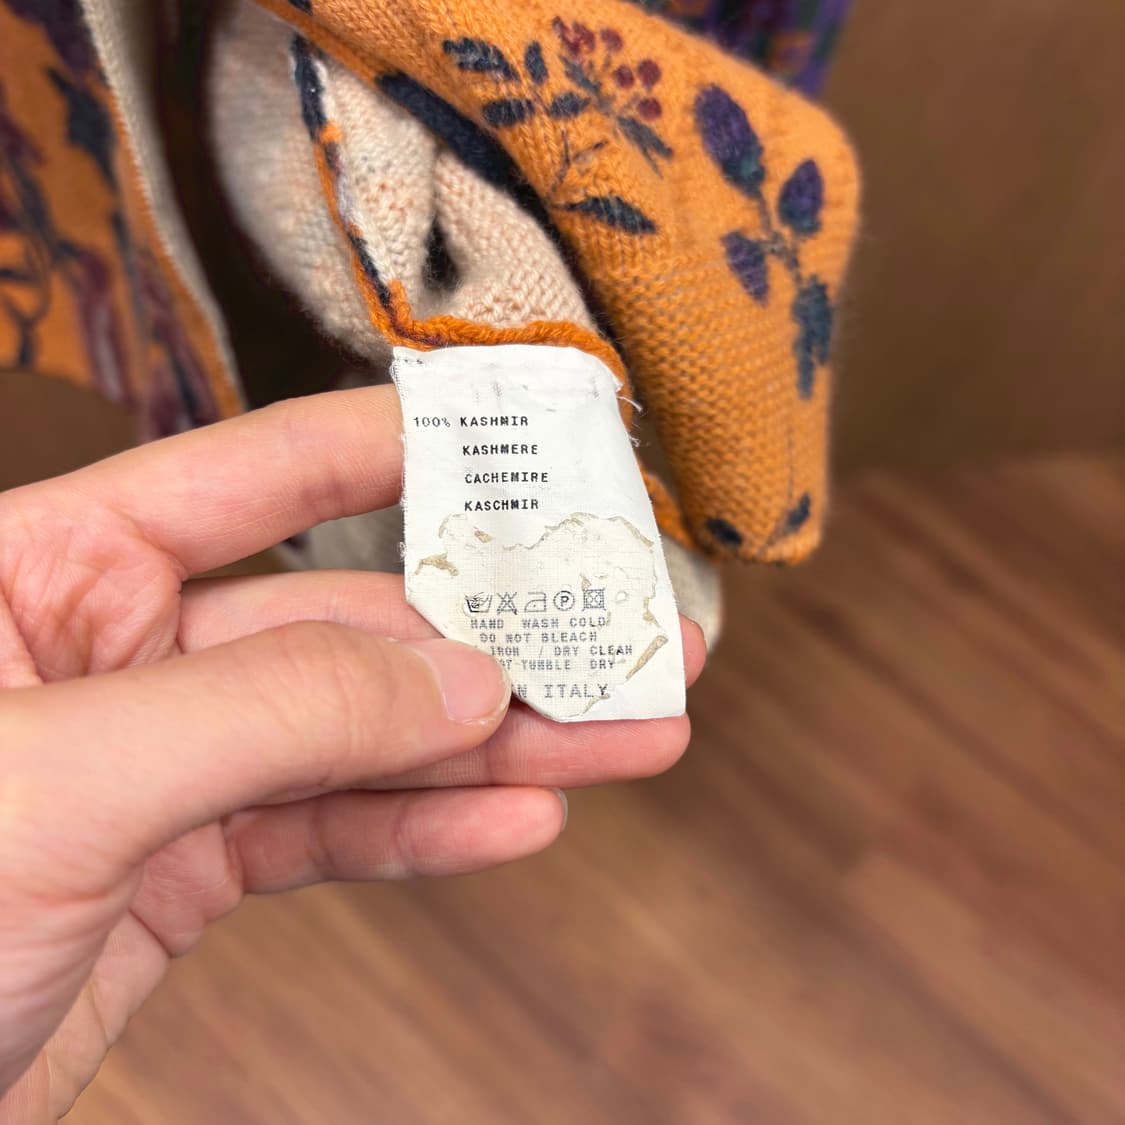 100% KASHMIR
KASHMERE
CACHEMIRE
KASCHMIR
P
HAND WASH COLD
DO NOT BLEACH
IRON / DRY CLEAN
TUMBLE DRY
ITALY